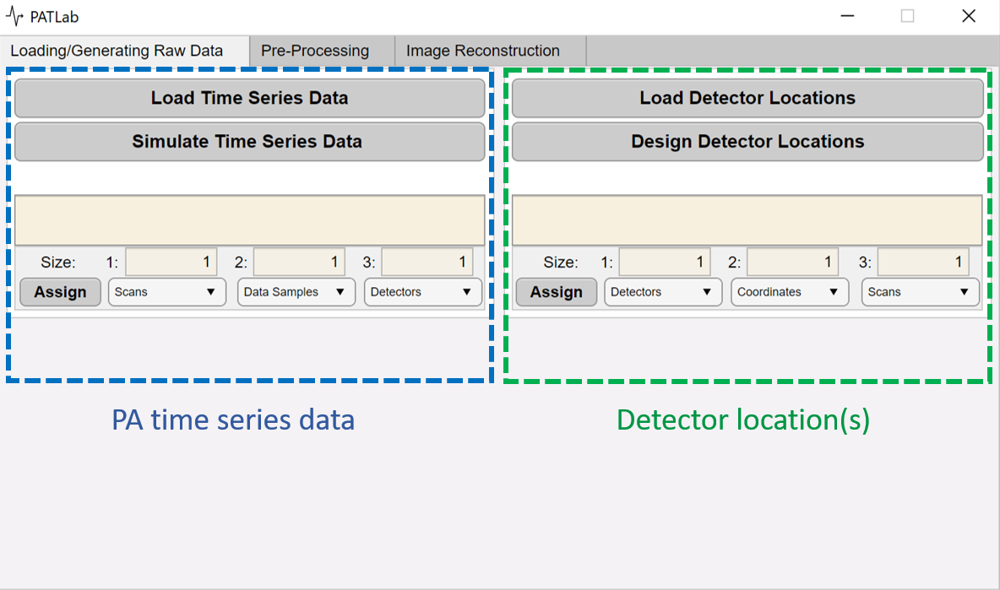 PATLab
Loading/Generating Raw Data Pre-Processing Image Reconstruction
Load Time Series Data
Simulate Time Series Data
Size: 1: 1 2: 1 3: 1
Assign Scans Data Samples Detectors
PA time series data
Load Detector Locations
Design Detector Locations
Size: 1: 1 2: 1 3: 1
Assign Detectors Coordinates Scans
Detector location(s)